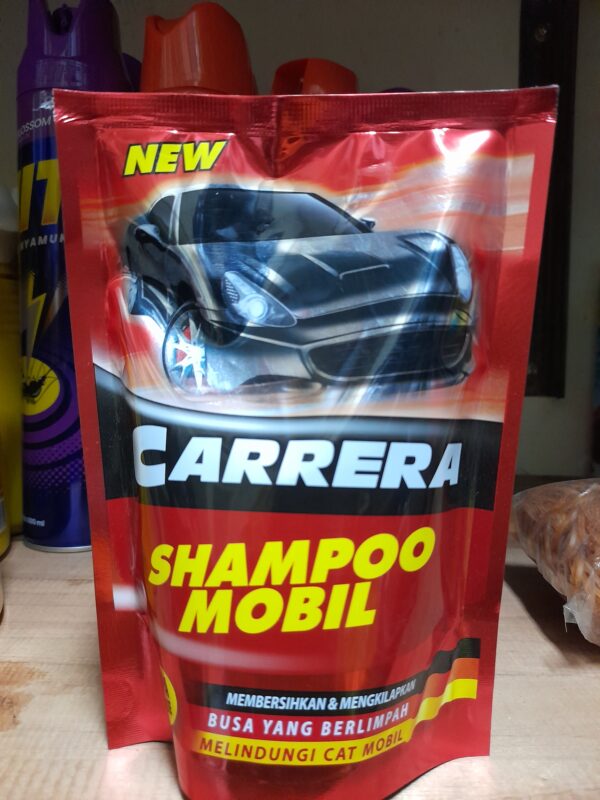 NEW
CARRERA
SHAMPOO
MOBIL
MEMBERSIHKAN & MENGKILAPKAN
BUSA YANG BERLIMPAH
MELINDUNGI CAT MOBIL